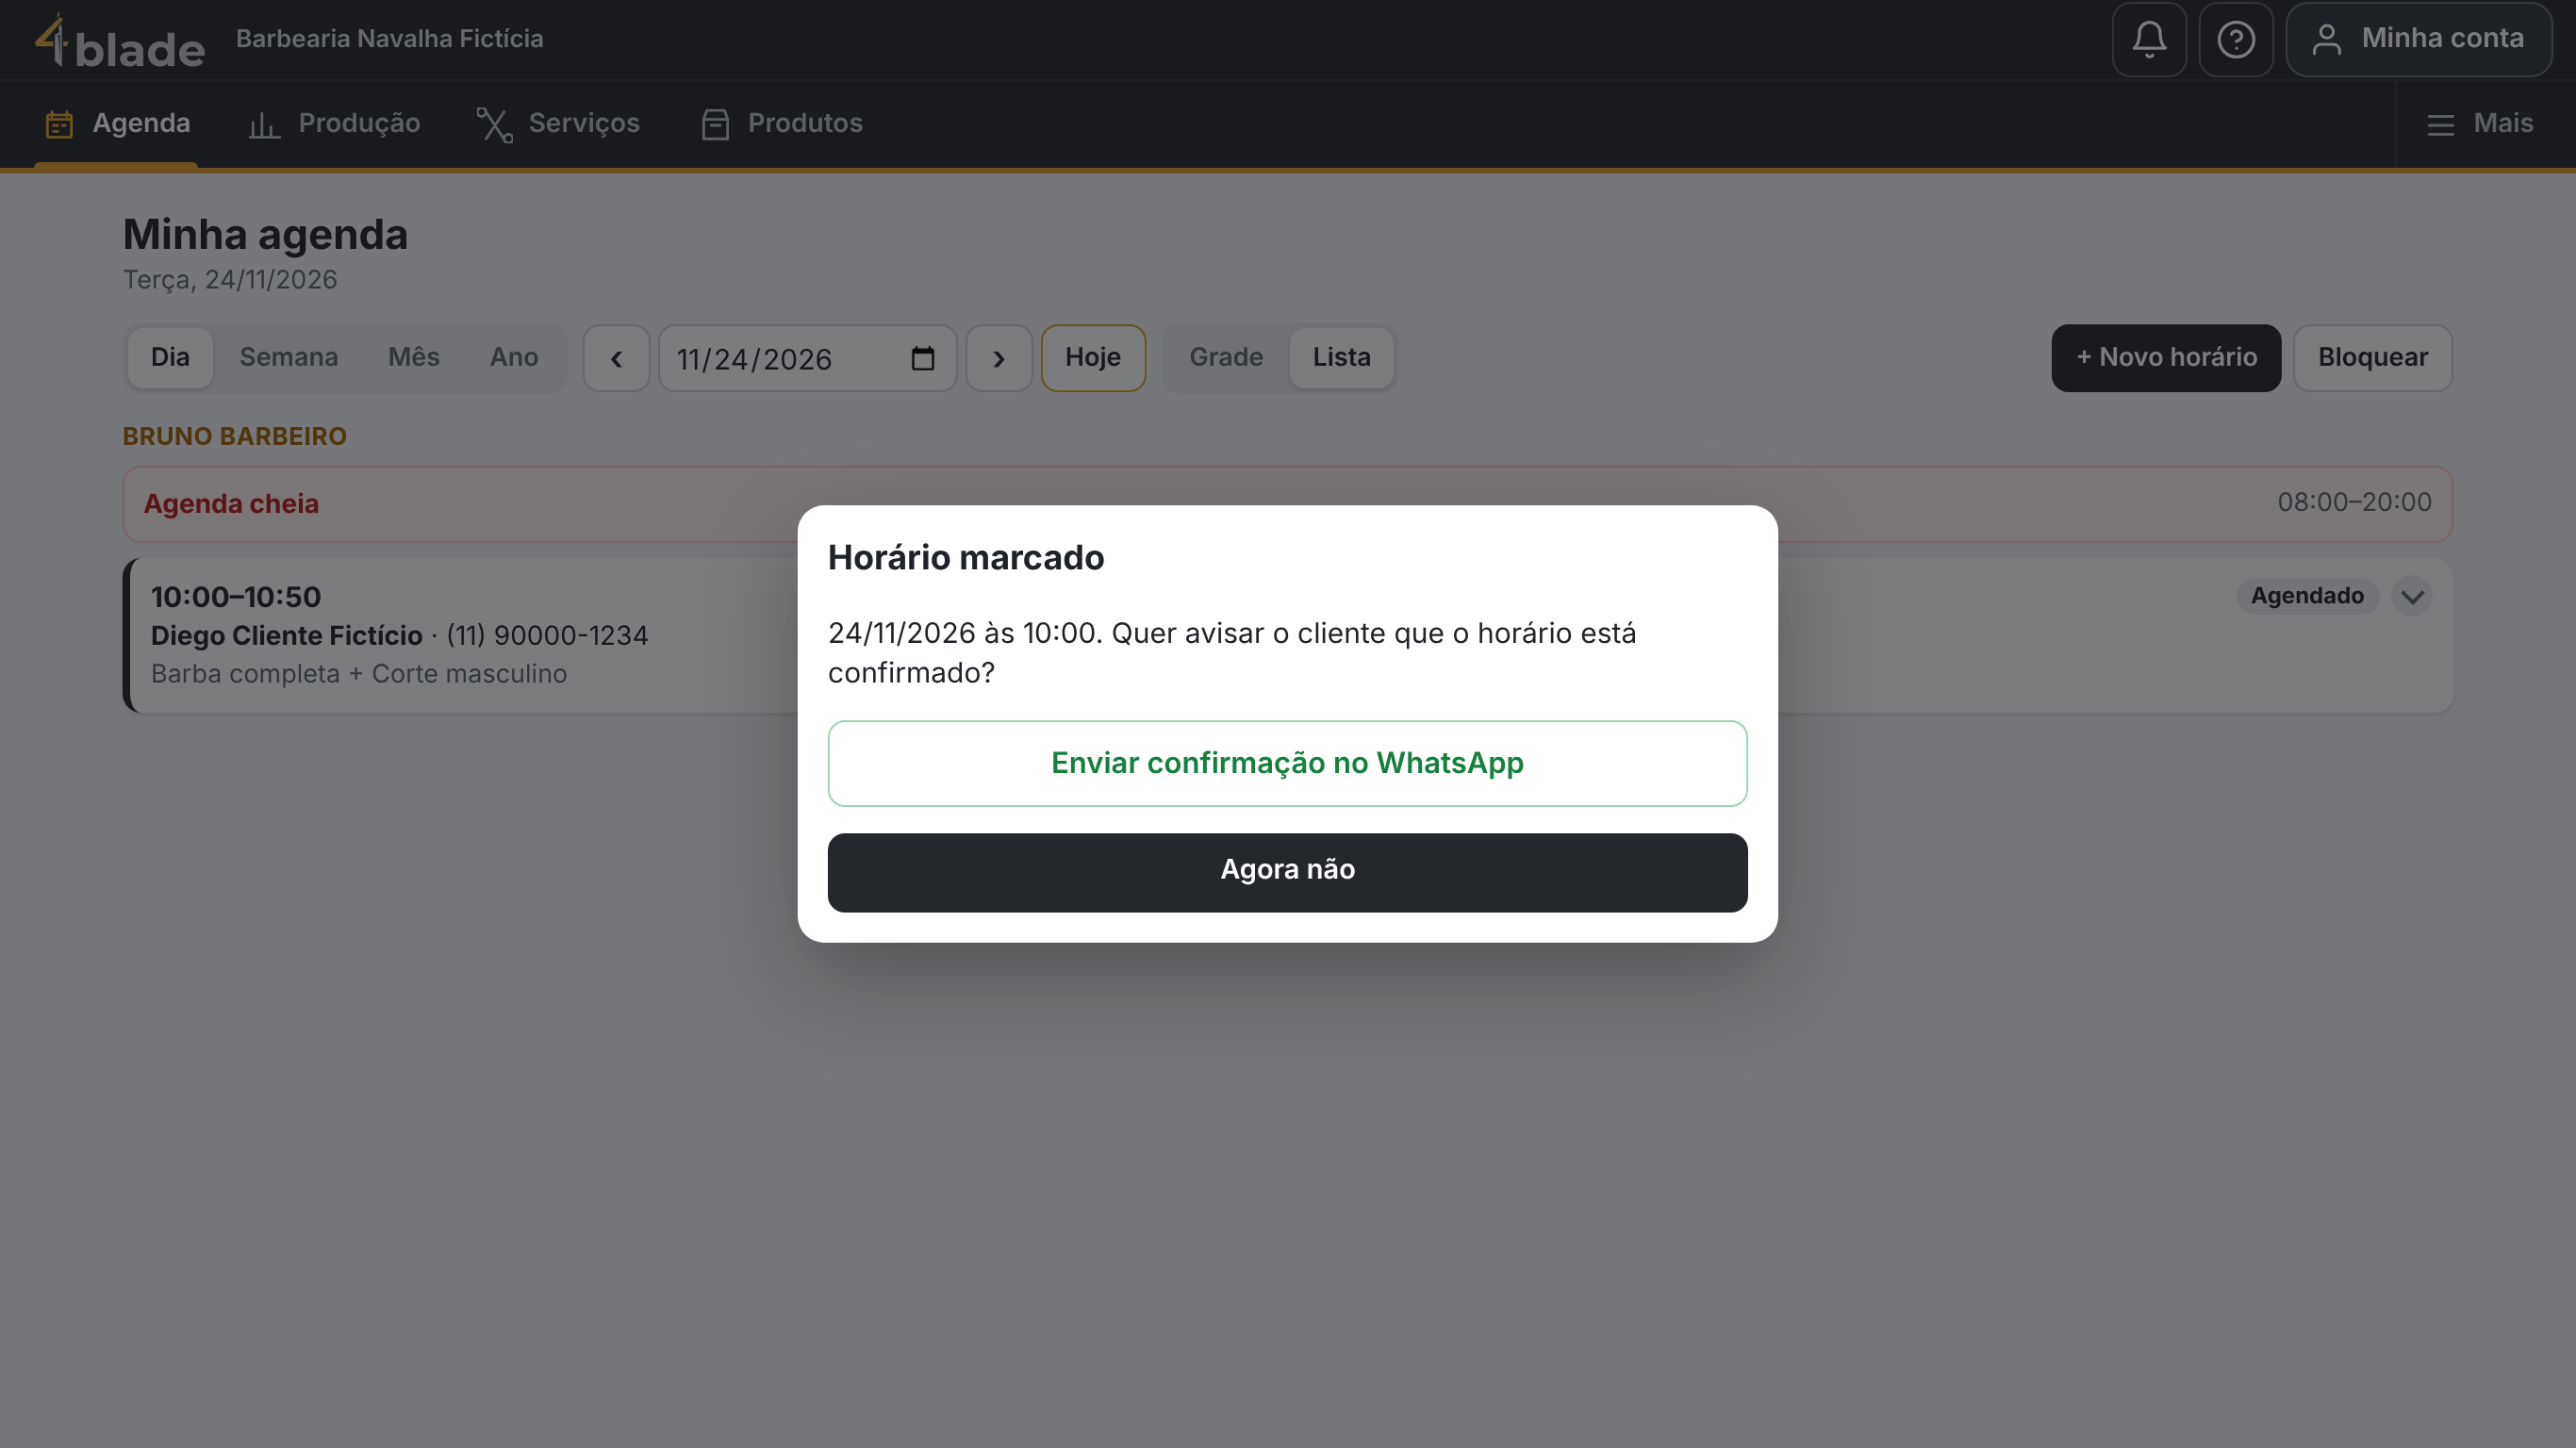 4blade
Barbearia Navalha Fictícia
Minha conta
Agenda
Produção
Serviços
Produtos
Mais
Minha agenda
Terça, 24/11/2026
Dia
Semana
Mês
Ano
11/24/2026
Hoje
Grade
Lista
+ Novo horário
Bloquear
BRUNO BARBEIRO
Agenda cheia
08:00–20:00
10:00–10:50
Agendado
Diego Cliente Fictício · (11) 90000-1234
Barba completa + Corte masculino
Horário marcado
24/11/2026 às 10:00. Quer avisar o cliente que o horário está
confirmado?
Enviar confirmação no WhatsApp
Agora não